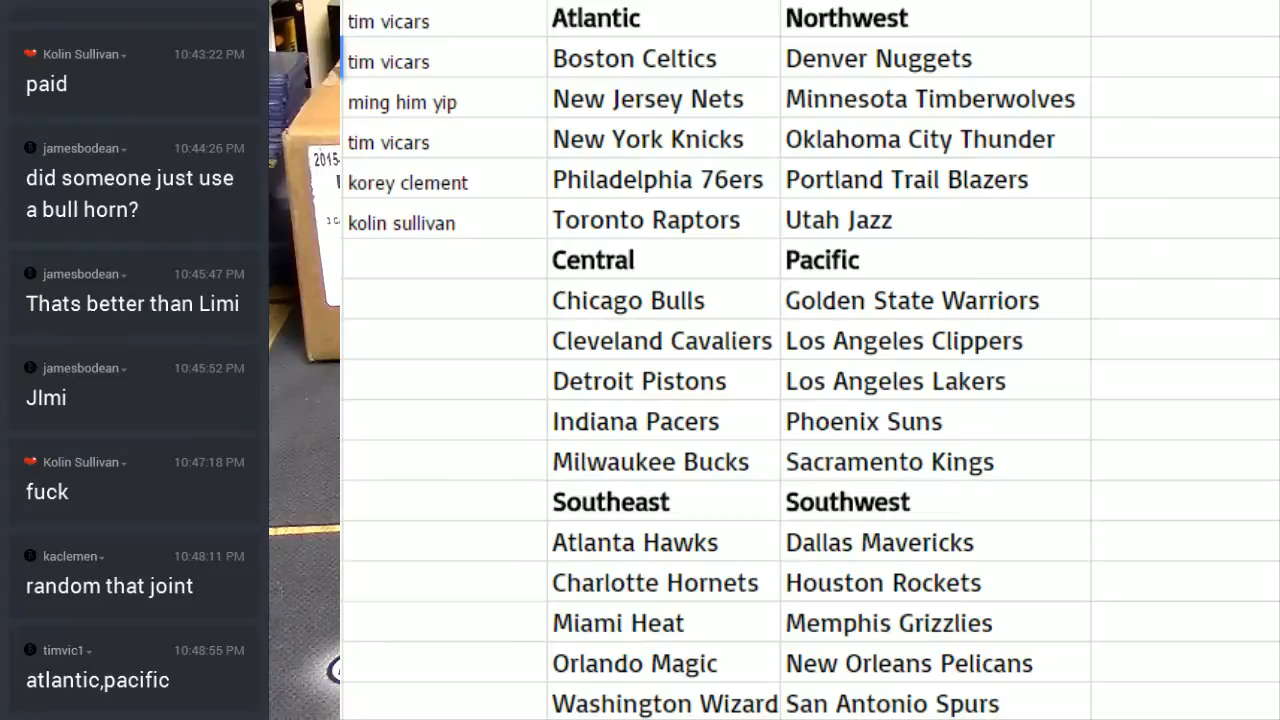 Kolin Sullivan 10:43:22 PM
paid
jamesbodean 10:44:26 PM
did someone just use
a bull horn?
jamesbodean 10:45:47 PM
Thats better than Limi
jamesbodean 10:45:52 PM
JImi
Kolin Sullivan 10:47:18 PM
fuck
kaclemen 10:48:11 PM
random that joint
timvic1 10:48:55 PM
atlantic,pacific
2015-
tim vicars Atlantic Northwest
tim vicars Boston Celtics Denver Nuggets
ming him yip New Jersey Nets Minnesota Timberwolves
tim vicars New York Knicks Oklahoma City Thunder
korey clement Philadelphia 76ers Portland Trail Blazers
kolin sullivan Toronto Raptors Utah Jazz
Central Pacific
Chicago Bulls Golden State Warriors
Cleveland Cavaliers Los Angeles Clippers
Detroit Pistons Los Angeles Lakers
Indiana Pacers Phoenix Suns
Milwaukee Bucks Sacramento Kings
Southeast Southwest
Atlanta Hawks Dallas Mavericks
Charlotte Hornets Houston Rockets
Miami Heat Memphis Grizzlies
Orlando Magic New Orleans Pelicans
Washington Wizard San Antonio Spurs